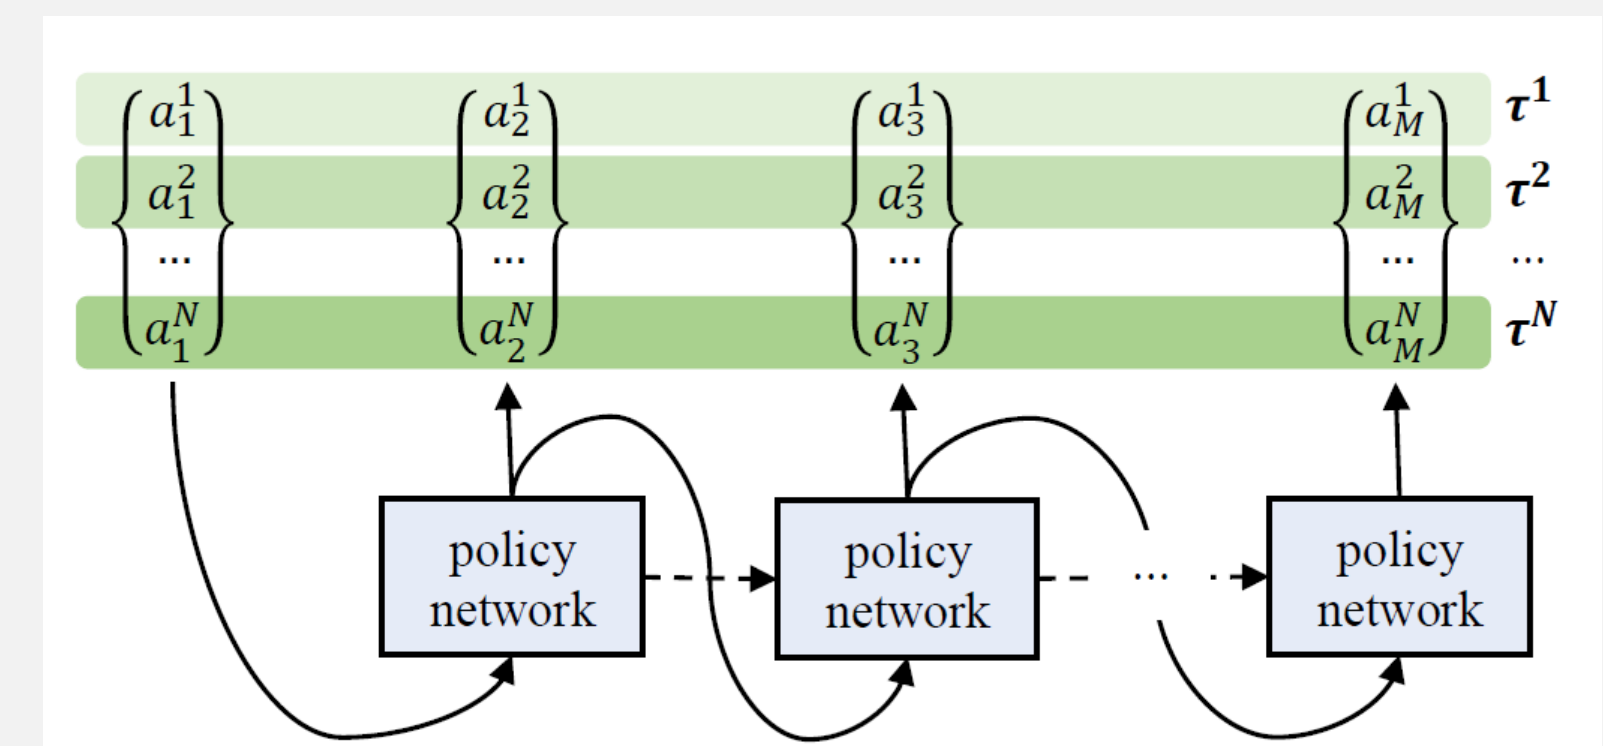 a_1^1 a_2^1 a_3^1 a_M^1 τ^1
a_1^2 a_2^2 a_3^2 a_M^2 τ^2
... ... ... ... ...
a_1^N a_2^N a_3^N a_M^N τ^N
policy policy ... policy
network network network